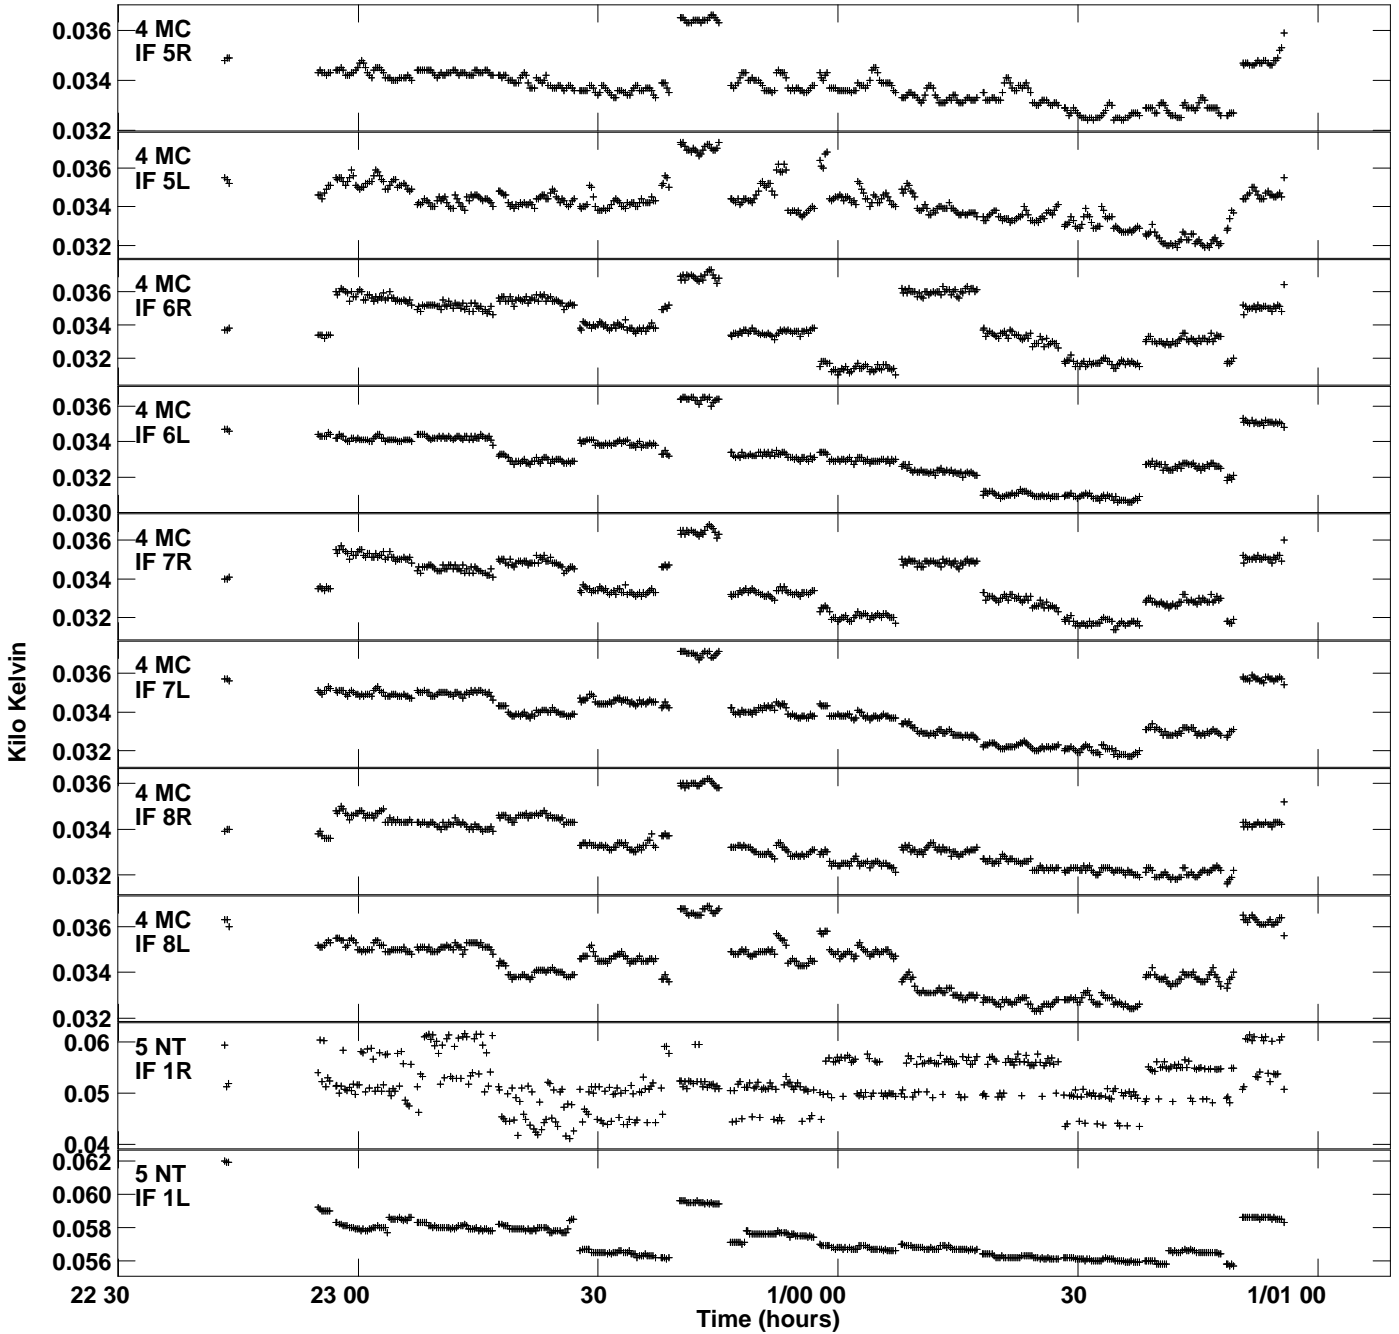 4 MC
IF 5R
0.036
0.034
0.032
4 MC
IF 5L
0.036
0.034
0.032
4 MC
IF 6R
0.036
0.034
0.032
4 MC
IF 6L
0.036
0.034
0.032
0.030
4 MC
IF 7R
0.036
0.034
0.032
4 MC
IF 7L
0.036
0.034
0.032
4 MC
IF 8R
0.036
0.034
0.032
4 MC
IF 8L
0.036
0.034
0.032
5 NT
IF 1R
0.06
0.05
0.04
5 NT
IF 1L
0.062
0.060
0.058
0.056
Kilo Kelvin
22 30
23 00
30
1/00 00
30
1/01 00
Time (hours)